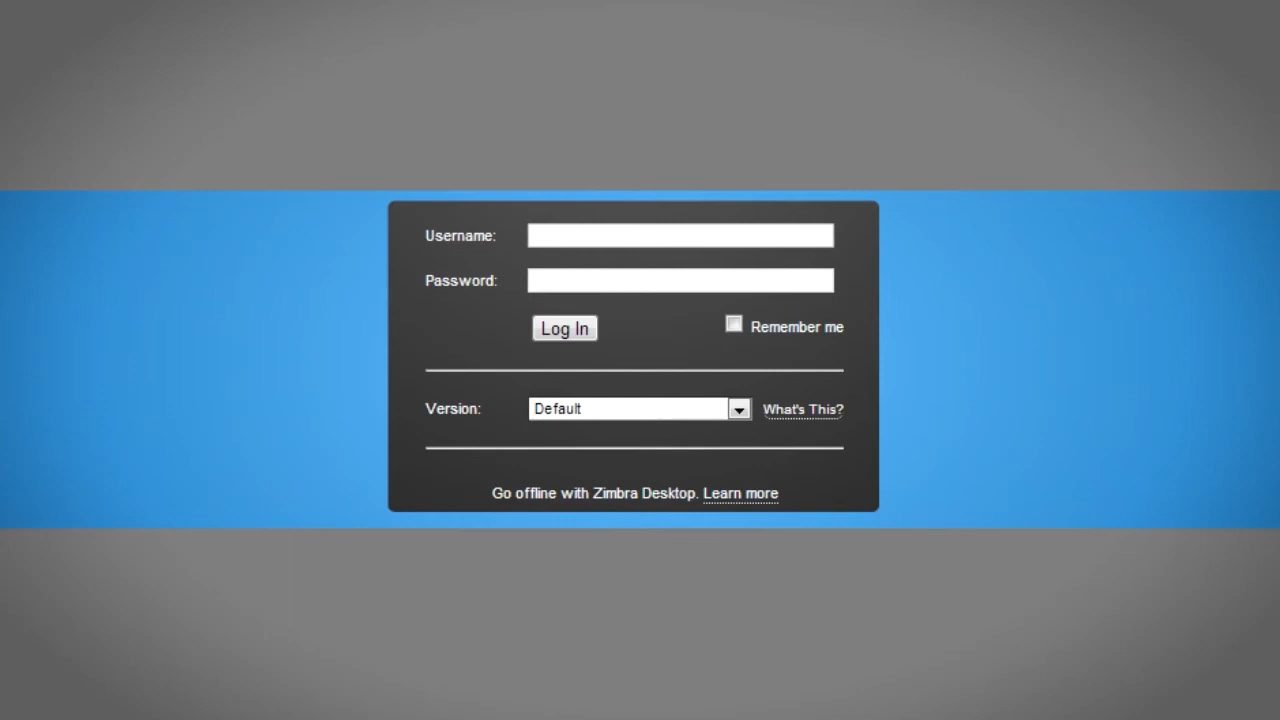 Username:
Password:
Log In
Remember me
Version:
Default
What's This?
Go offline with Zimbra Desktop. Learn more